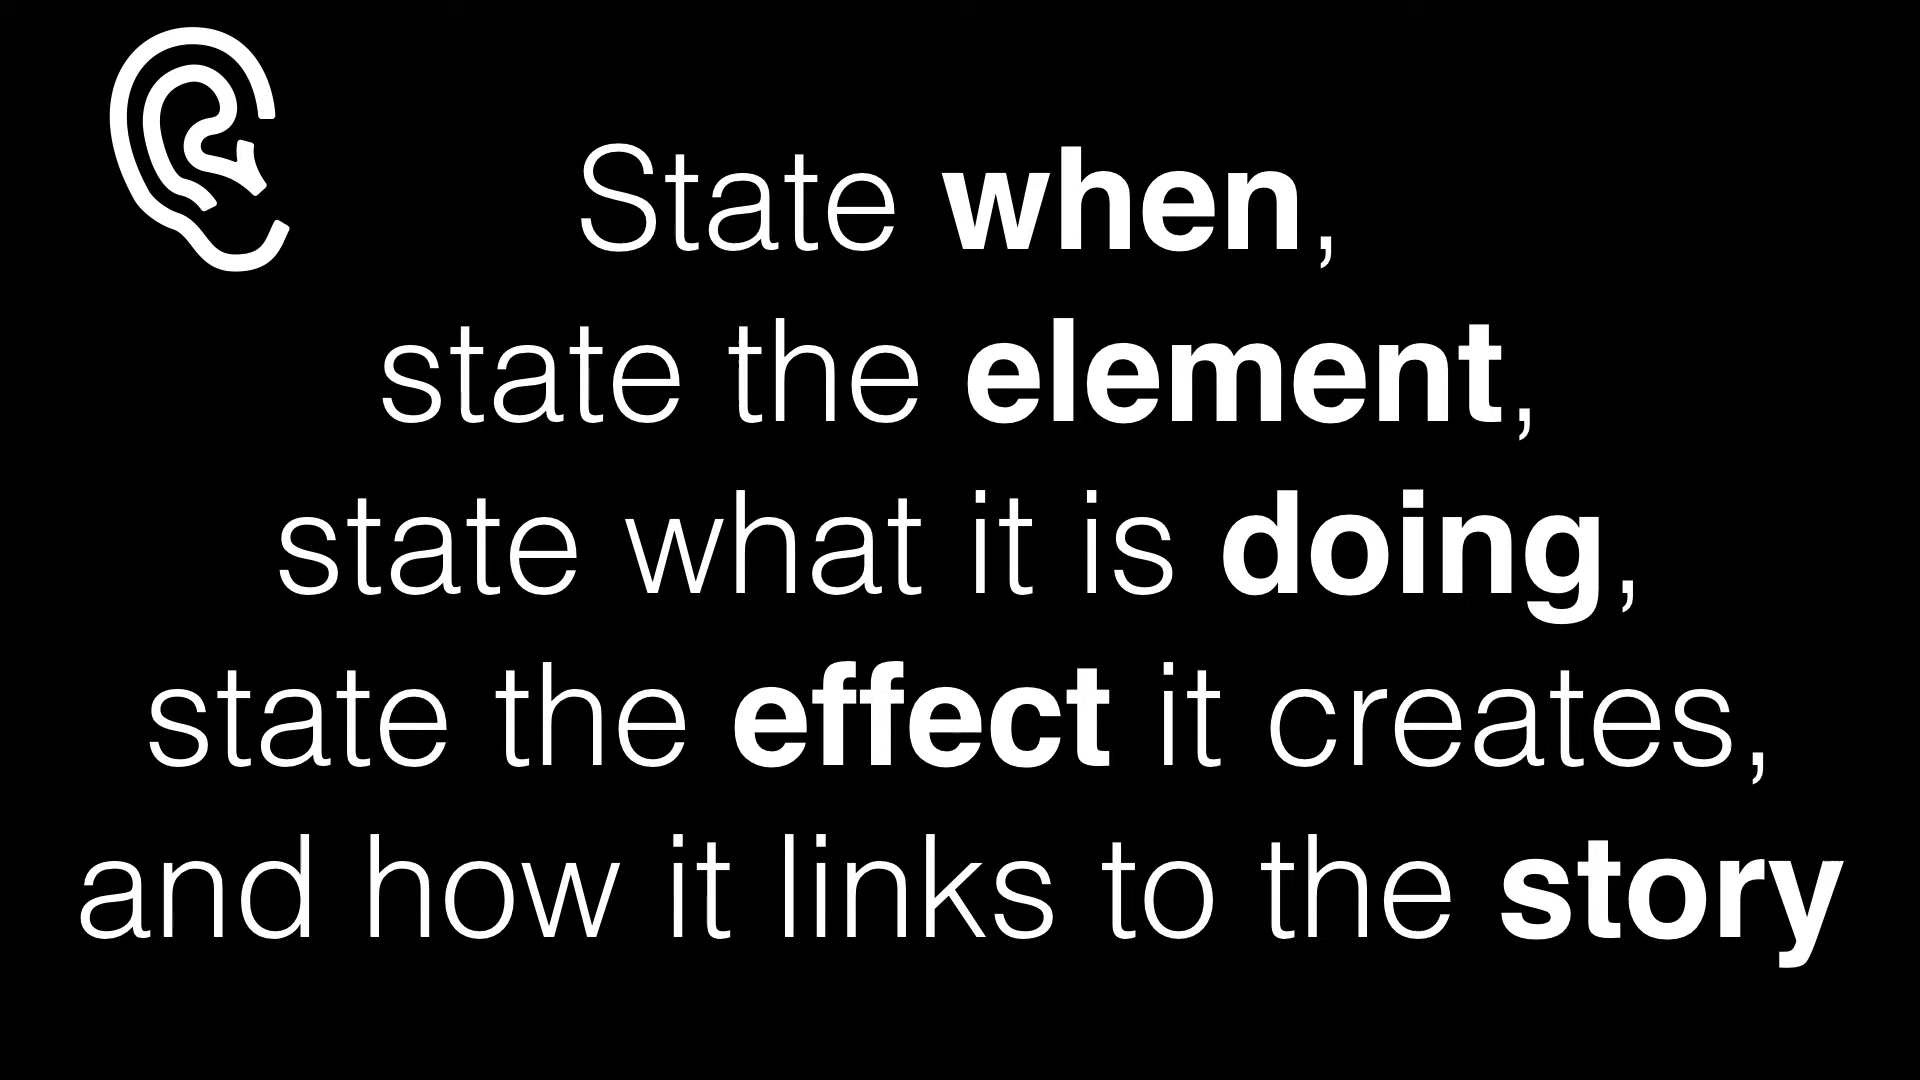 State when,
state the element,
state what it is doing,
state the effect it creates,
and how it links to the story